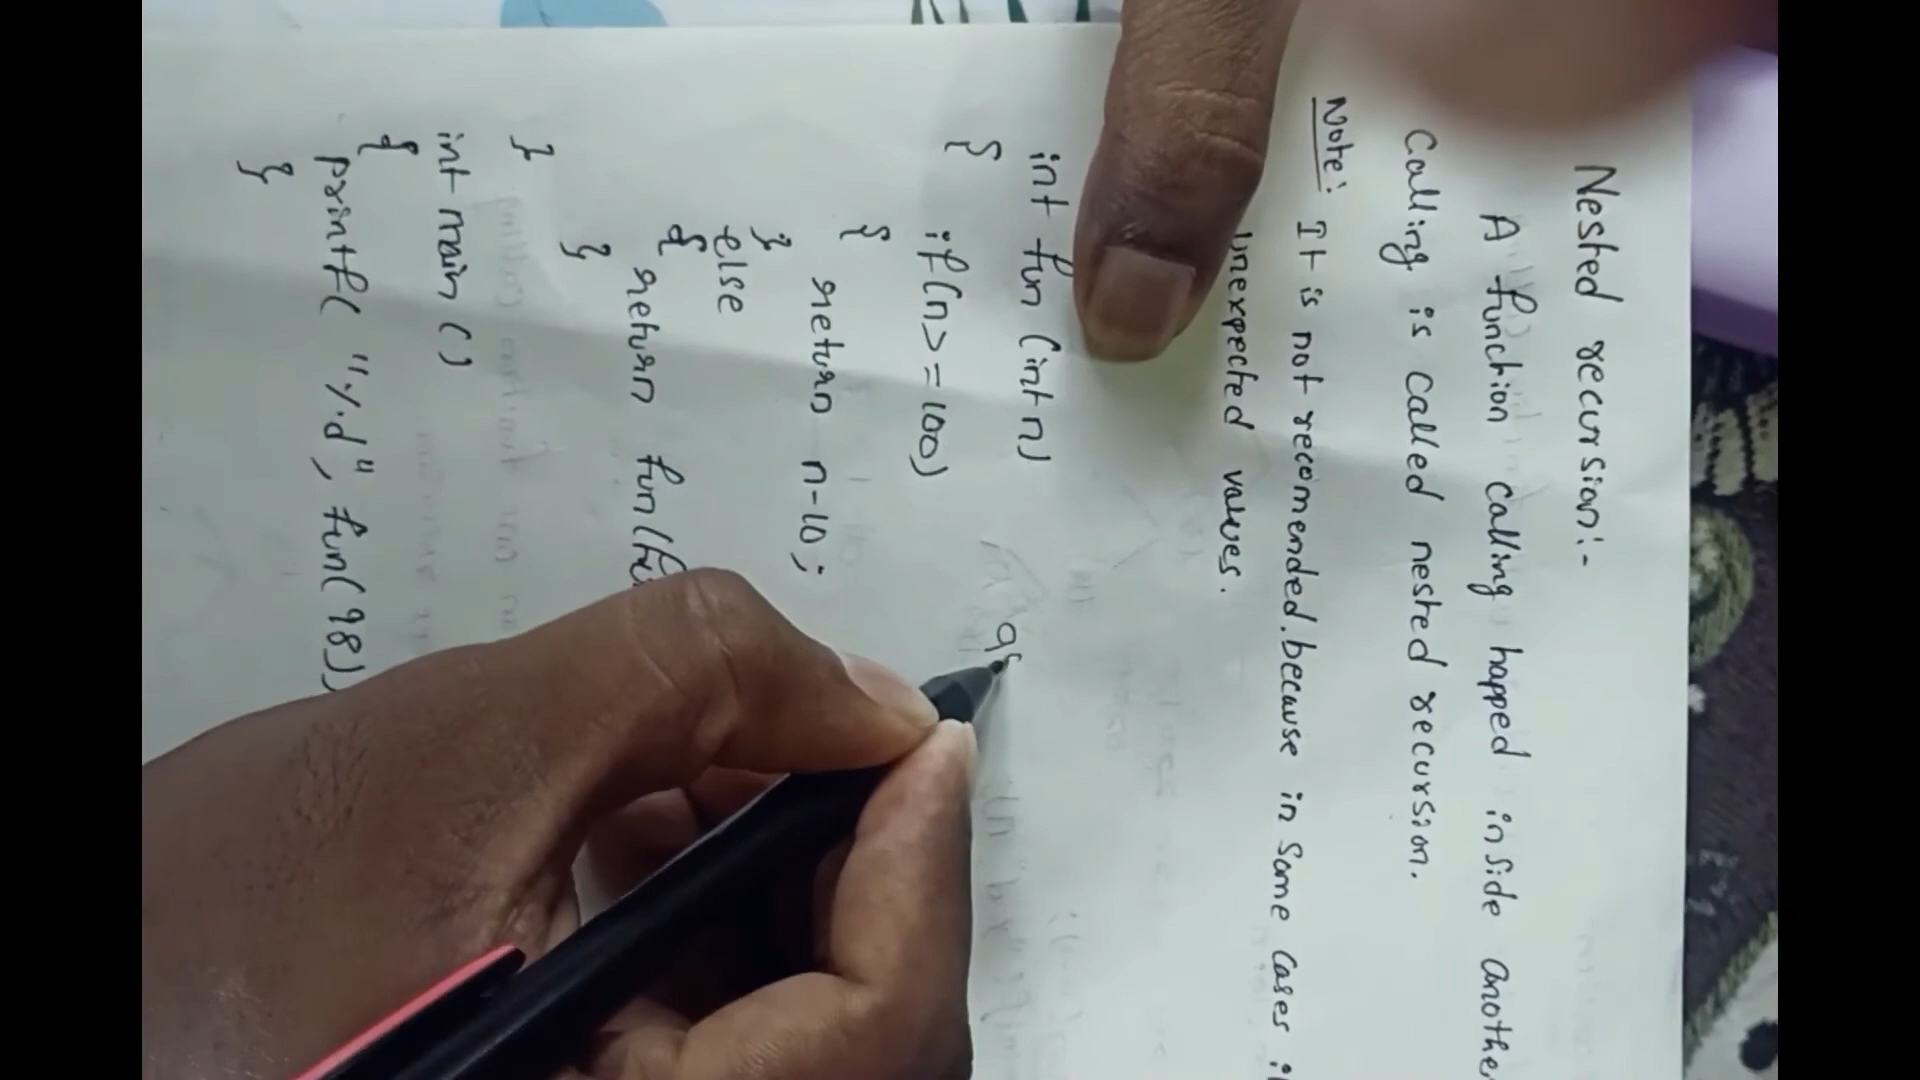 Nested recursion:-
A function calling happed inside another
Calling is called nested recursion.
Note: It is not recomended. because in some cases
unexpected values.
int fun (int n)
{
if(n>=100)
{
return n-10;
}
else
{
return fun(
}
}
int main ()
{
printf( "%d", fun(98)
}